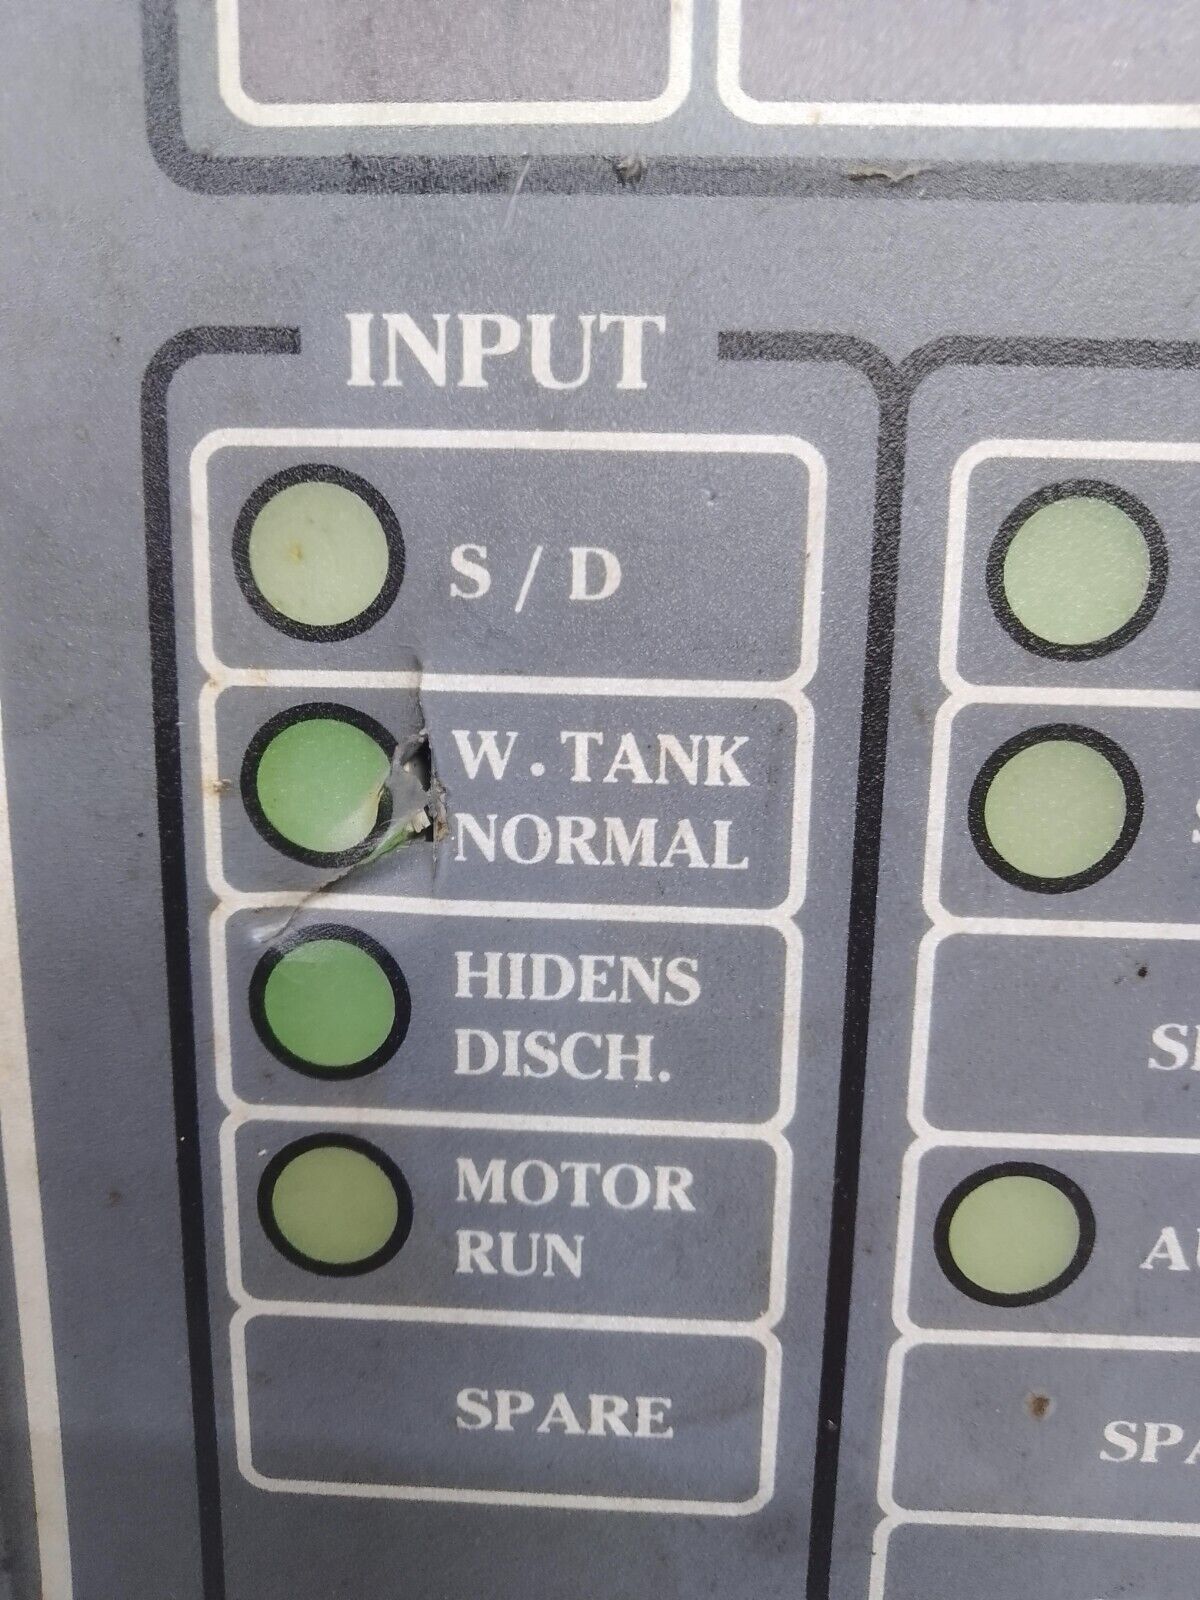 INPUT
S / D
W. TANK
NORMAL
HIDENS
DISCH.
MOTOR
RUN
SPARE